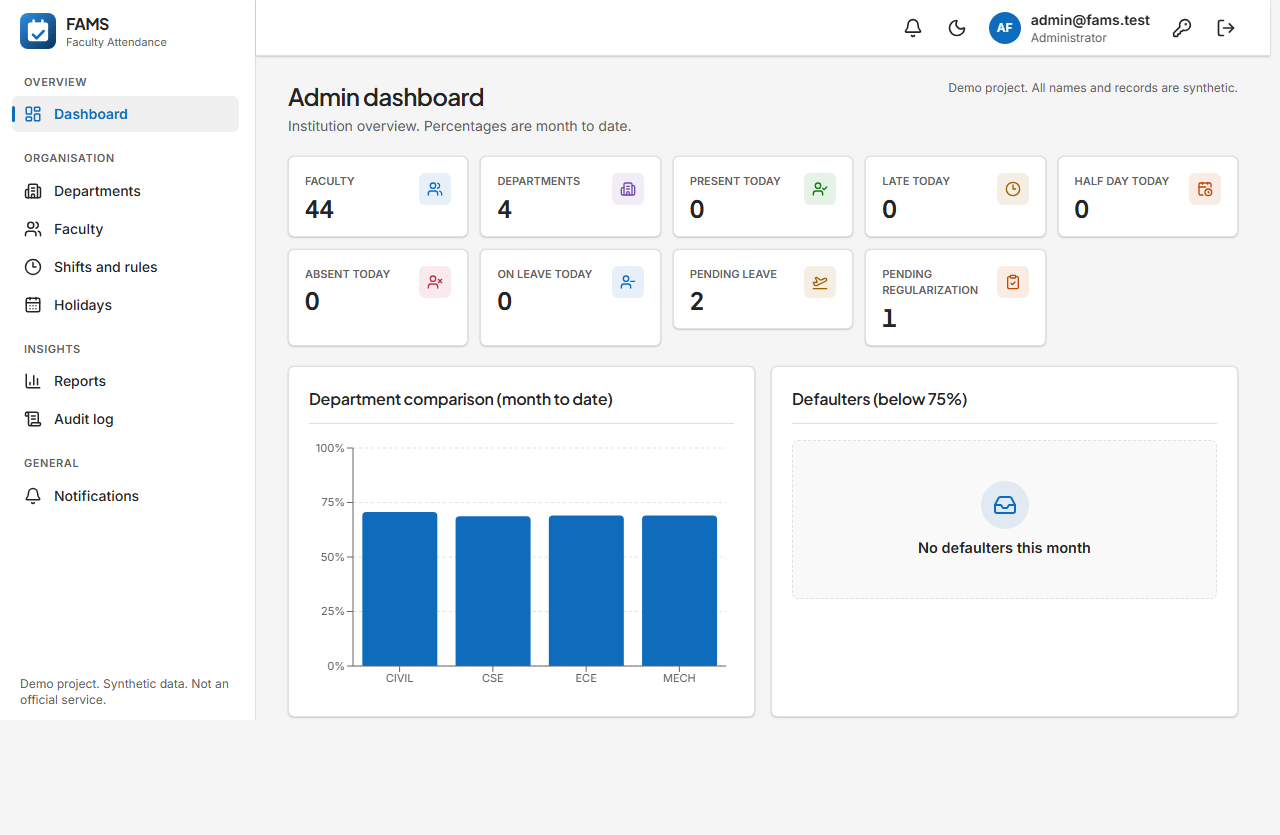 FAMS
Faculty Attendance
OVERVIEW
Dashboard
ORGANISATION
Departments
Faculty
Shifts and rules
Holidays
INSIGHTS
Reports
Audit log
GENERAL
Notifications
Demo project. Synthetic data. Not an
official service.
AF
admin@fams.test
Administrator
Admin dashboard
Institution overview. Percentages are month to date.
Demo project. All names and records are synthetic.
FACULTY
44
DEPARTMENTS
4
PRESENT TODAY
0
LATE TODAY
0
HALF DAY TODAY
0
ABSENT TODAY
0
ON LEAVE TODAY
0
PENDING LEAVE
2
PENDING
REGULARIZATION
1
Department comparison (month to date)
100%
75%
50%
25%
0%
CIVIL
CSE
ECE
MECH
Defaulters (below 75%)
No defaulters this month